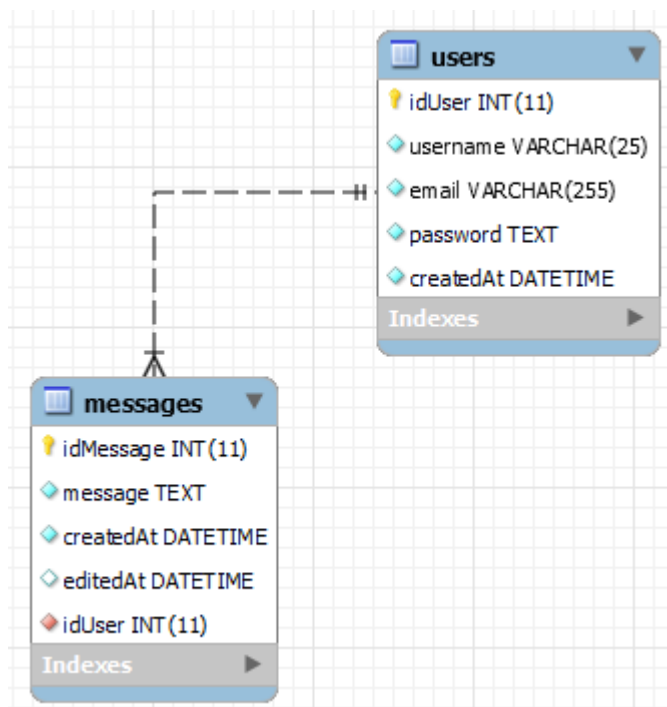 users
idUser INT(11)
username VARCHAR(25)
email VARCHAR(255)
password TEXT
createdAt DATETIME
Indexes
messages
idMessage INT(11)
message TEXT
createdAt DATETIME
editedAt DATETIME
idUser INT(11)
Indexes